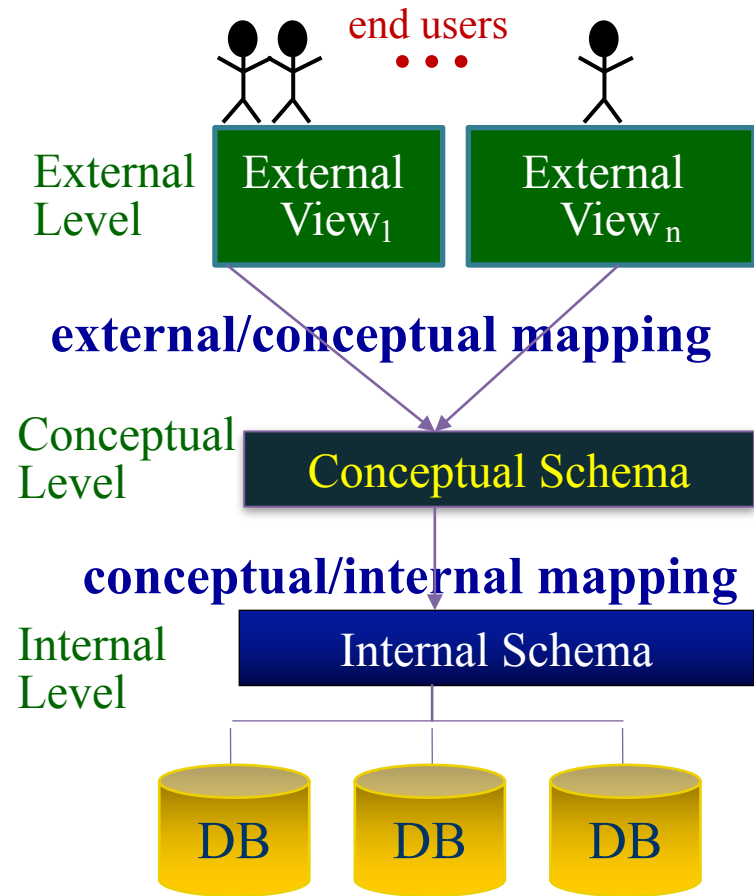 end users
External
Level
External
View1
External
Viewn
external/conceptual mapping
Conceptual
Level
Conceptual Schema
conceptual/internal mapping
Internal
Level
Internal Schema
DB
DB
DB